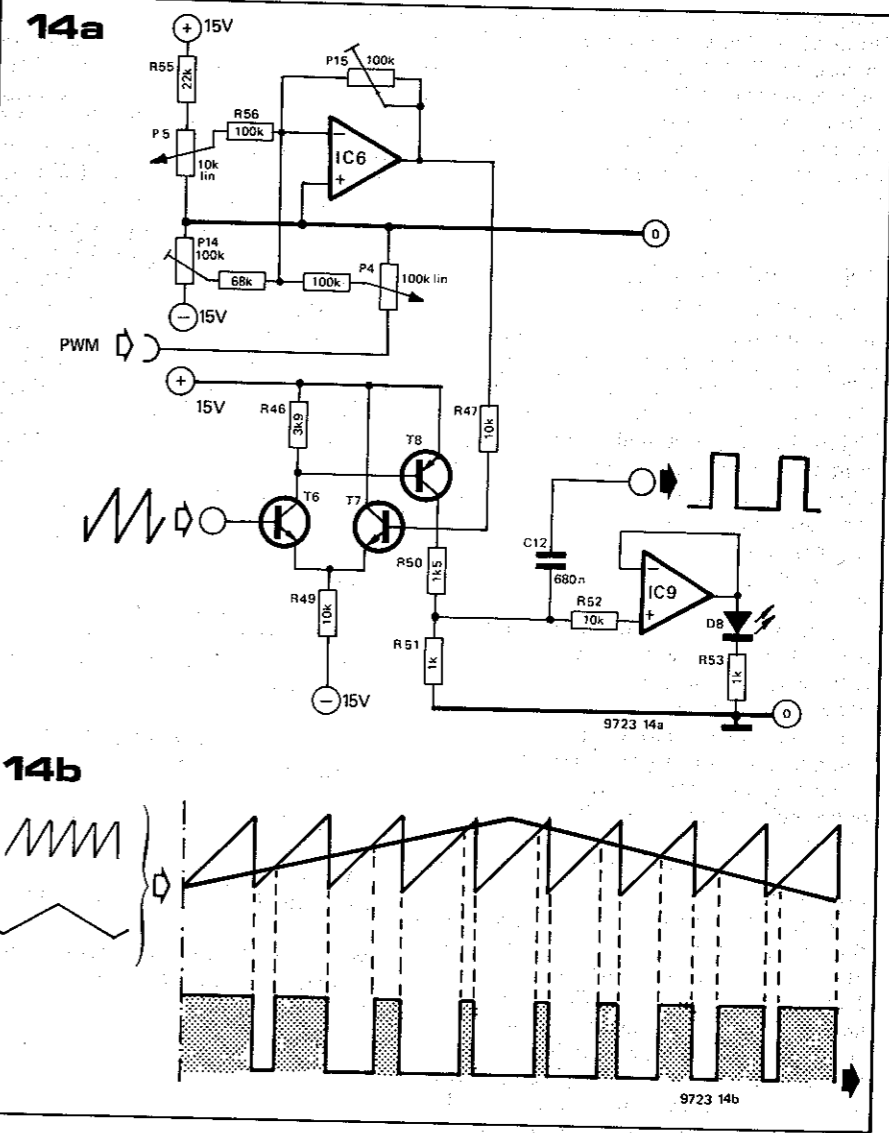 14a
+ 15V
R55
22k
P15 100k
R56
100k
P5
10k
lin
−
IC6
+
0
P14
100k
68k
100k
P4
100k lin
− 15V
PWM
+
15V
R46
3k9
R47
10k
T8
T6
T7
R50
1k5
C12
680n
R49
10k
R52
10k
−
IC9
+
D8
R51
1k
R53
1k
− 15V
0
9723 14a
14b
9723 14b